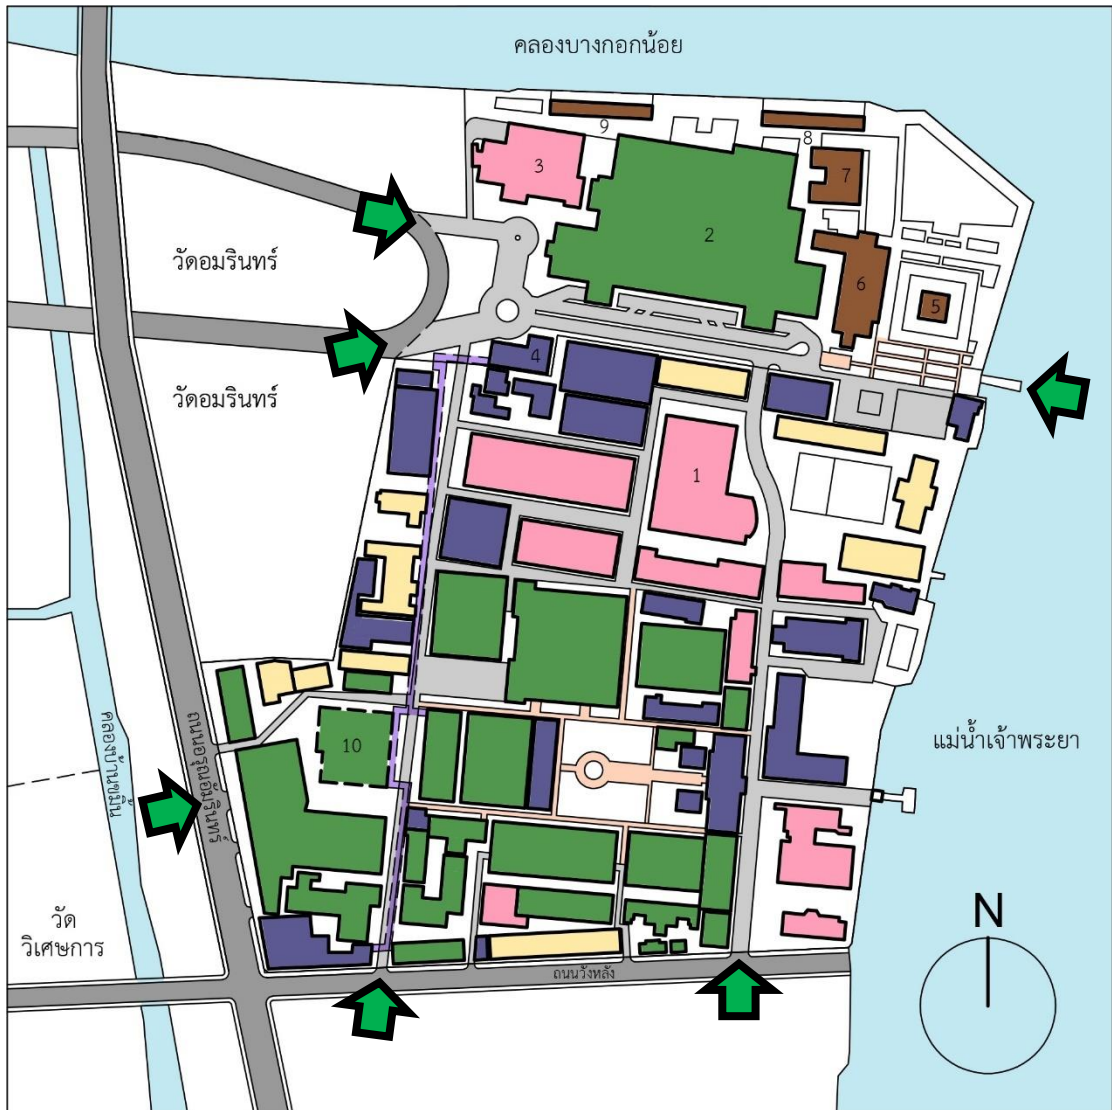 คลองบางกอกน้อย
9
8
3
7
2
วัดอมรินทร์
6
5
4
วัดอมรินทร์
1
คลองบ้านขมิ้น
ถนนอรุณอัมรินทร์
10
แม่น้ำเจ้าพระยา
วัด
วิเศษการ
N
ถนนวังหลัง